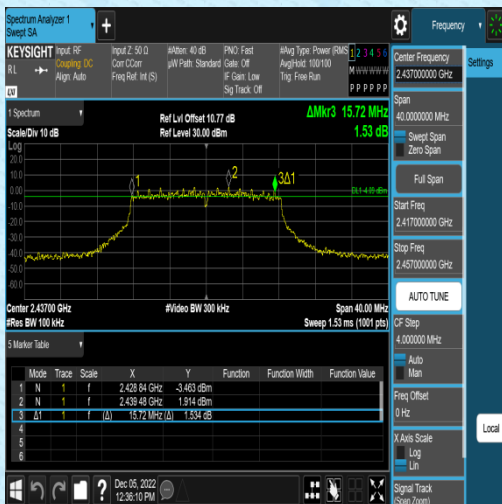 Spectrum Analyzer 1
Swept SA
Frequency
KEYSIGHT
RL
Input: RF
Coupling: DC
Align: Auto
Input Z: 50 Ω
Corr CCorr
Freq Ref: Int (S)
#Atten: 40 dB
µW Path: Standard
PNO: Fast
Gate: Off
IF Gain: Low
Sig Track: Off
#Avg Type: Power (RMS
Avg|Hold: 100/100
Trig: Free Run
1 2 3 4 5 6
M W W W W W
P P P P P P
LXI
1 Spectrum
Scale/Div 10 dB
Ref Lvl Offset 10.77 dB
Ref Level 30.00 dBm
ΔMkr3 15.72 MHz
1.53 dB
Log
20.0
10.0
0.00
-10.0
-20.0
-30.0
-40.0
-50.0
-60.0
1
2
3Δ1
Center 2.43700 GHz
#Res BW 100 kHz
#Video BW 300 kHz
Span 40.00 MHz
Sweep 1.53 ms (1001 pts)
5 Marker Table
Mode Trace Scale X Y Function Function Width Function Value
1 N 1 f 2.428 84 GHz -3.463 dBm
2 N 1 f 2.439 48 GHz 1.914 dBm
3 Δ1 1 f (Δ) 15.72 MHz (Δ) 1.534 dB
4
5
6
Dec 05, 2022
12:36:10 PM
Center Frequency
2.437000000 GHz
Settings
Span
40.0000000 MHz
Swept Span
Zero Span
Full Span
Start Freq
2.417000000 GHz
Stop Freq
2.457000000 GHz
AUTO TUNE
CF Step
4.000000 MHz
Auto
Man
Freq Offset
0 Hz
X Axis Scale
Log
Lin
Local
Signal Track
(Span Zoom)